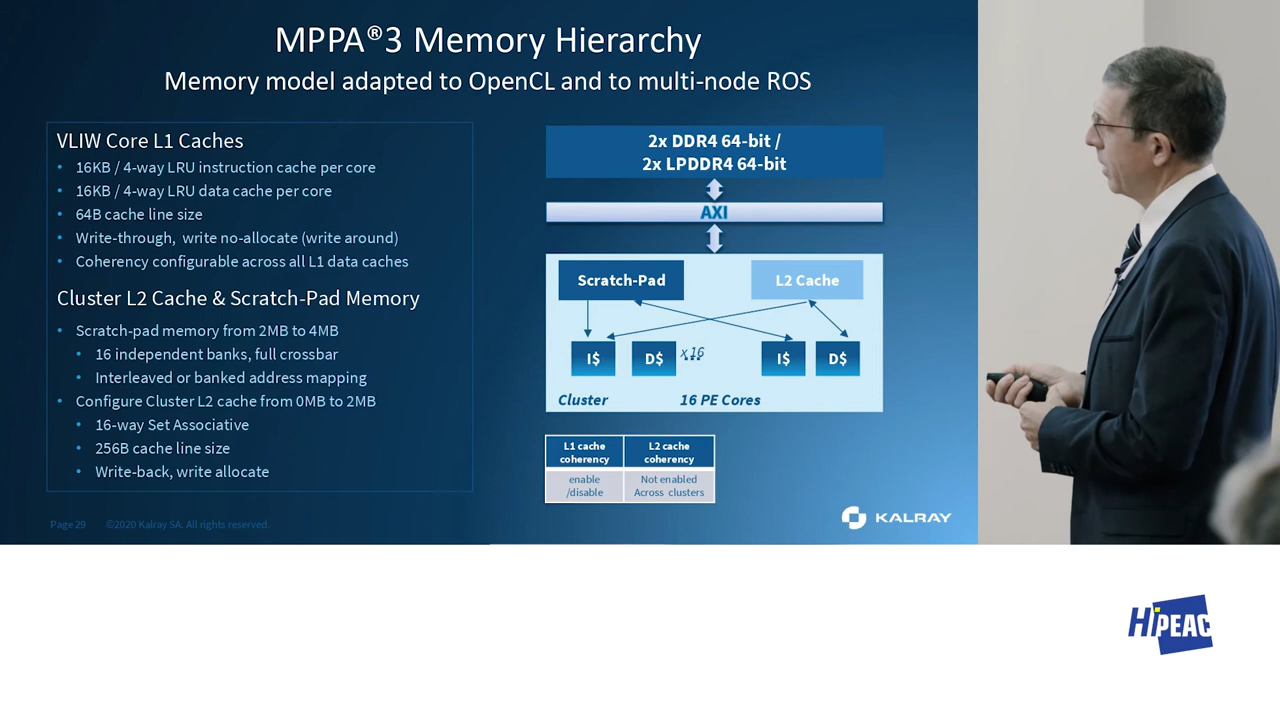 MPPA®3 Memory Hierarchy
Memory model adapted to OpenCL and to multi-node ROS
VLIW Core L1 Caches
• 16KB / 4-way LRU instruction cache per core
• 16KB / 4-way LRU data cache per core
• 64B cache line size
• Write-through, write no-allocate (write around)
• Coherency configurable across all L1 data caches
Cluster L2 Cache & Scratch-Pad Memory
• Scratch-pad memory from 2MB to 4MB
• 16 independent banks, full crossbar
• Interleaved or banked address mapping
• Configure Cluster L2 cache from 0MB to 2MB
• 16-way Set Associative
• 256B cache line size
• Write-back, write allocate
2x DDR4 64-bit /
2x LPDDR4 64-bit
AXI
Scratch-Pad
L2 Cache
I$
D$
x16
...
I$
D$
Cluster
16 PE Cores
L1 cache
coherency
L2 cache
coherency
enable
/disable
Not enabled
Across clusters
Page 29
©2020 Kalray SA. All rights reserved.
KALRAY
HiPEAC